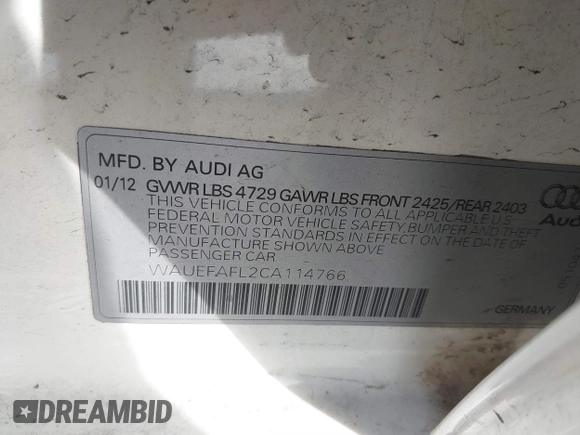 MFD. BY AUDI AG
01/12 GVWR LBS 4729 GAWR LBS FRONT 2425/REAR 2403
THIS VEHICLE CONFORMS TO ALL APPLICABLE U.S.
FEDERAL MOTOR VEHICLE SAFETY, BUMPER AND THEFT
PREVENTION STANDARDS IN EFFECT ON THE DATE
OF MANUFACTURE SHOWN ABOVE
PASSENGER CAR
WAUEFAFL2CA114766
Audi
GERMANY
DREAMBID